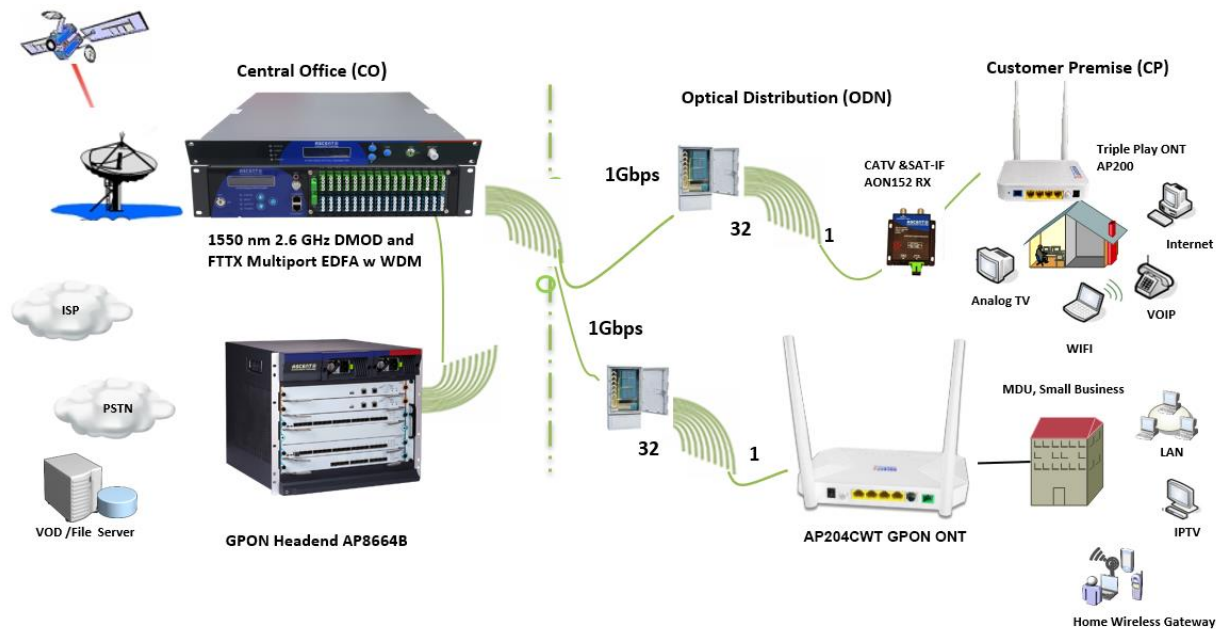 Central Office (CO)
Optical Distribution (ODN)
Customer Premise (CP)
ASCENT
ASCENT
1550 nm 2.6 GHz DMOD and
FTTX Multiport EDFA w WDM
1Gbps
32
1
CATV &SAT-IF
AON152 RX
Triple Play ONT
AP200
Internet
Analog TV
VOIP
WIFI
ISP
PSTN
VOD /File Server
ASCENT
GPON Headend AP8664B
1Gbps
32
1
AP204CWT GPON ONT
MDU, Small Business
LAN
IPTV
Home Wireless Gateway